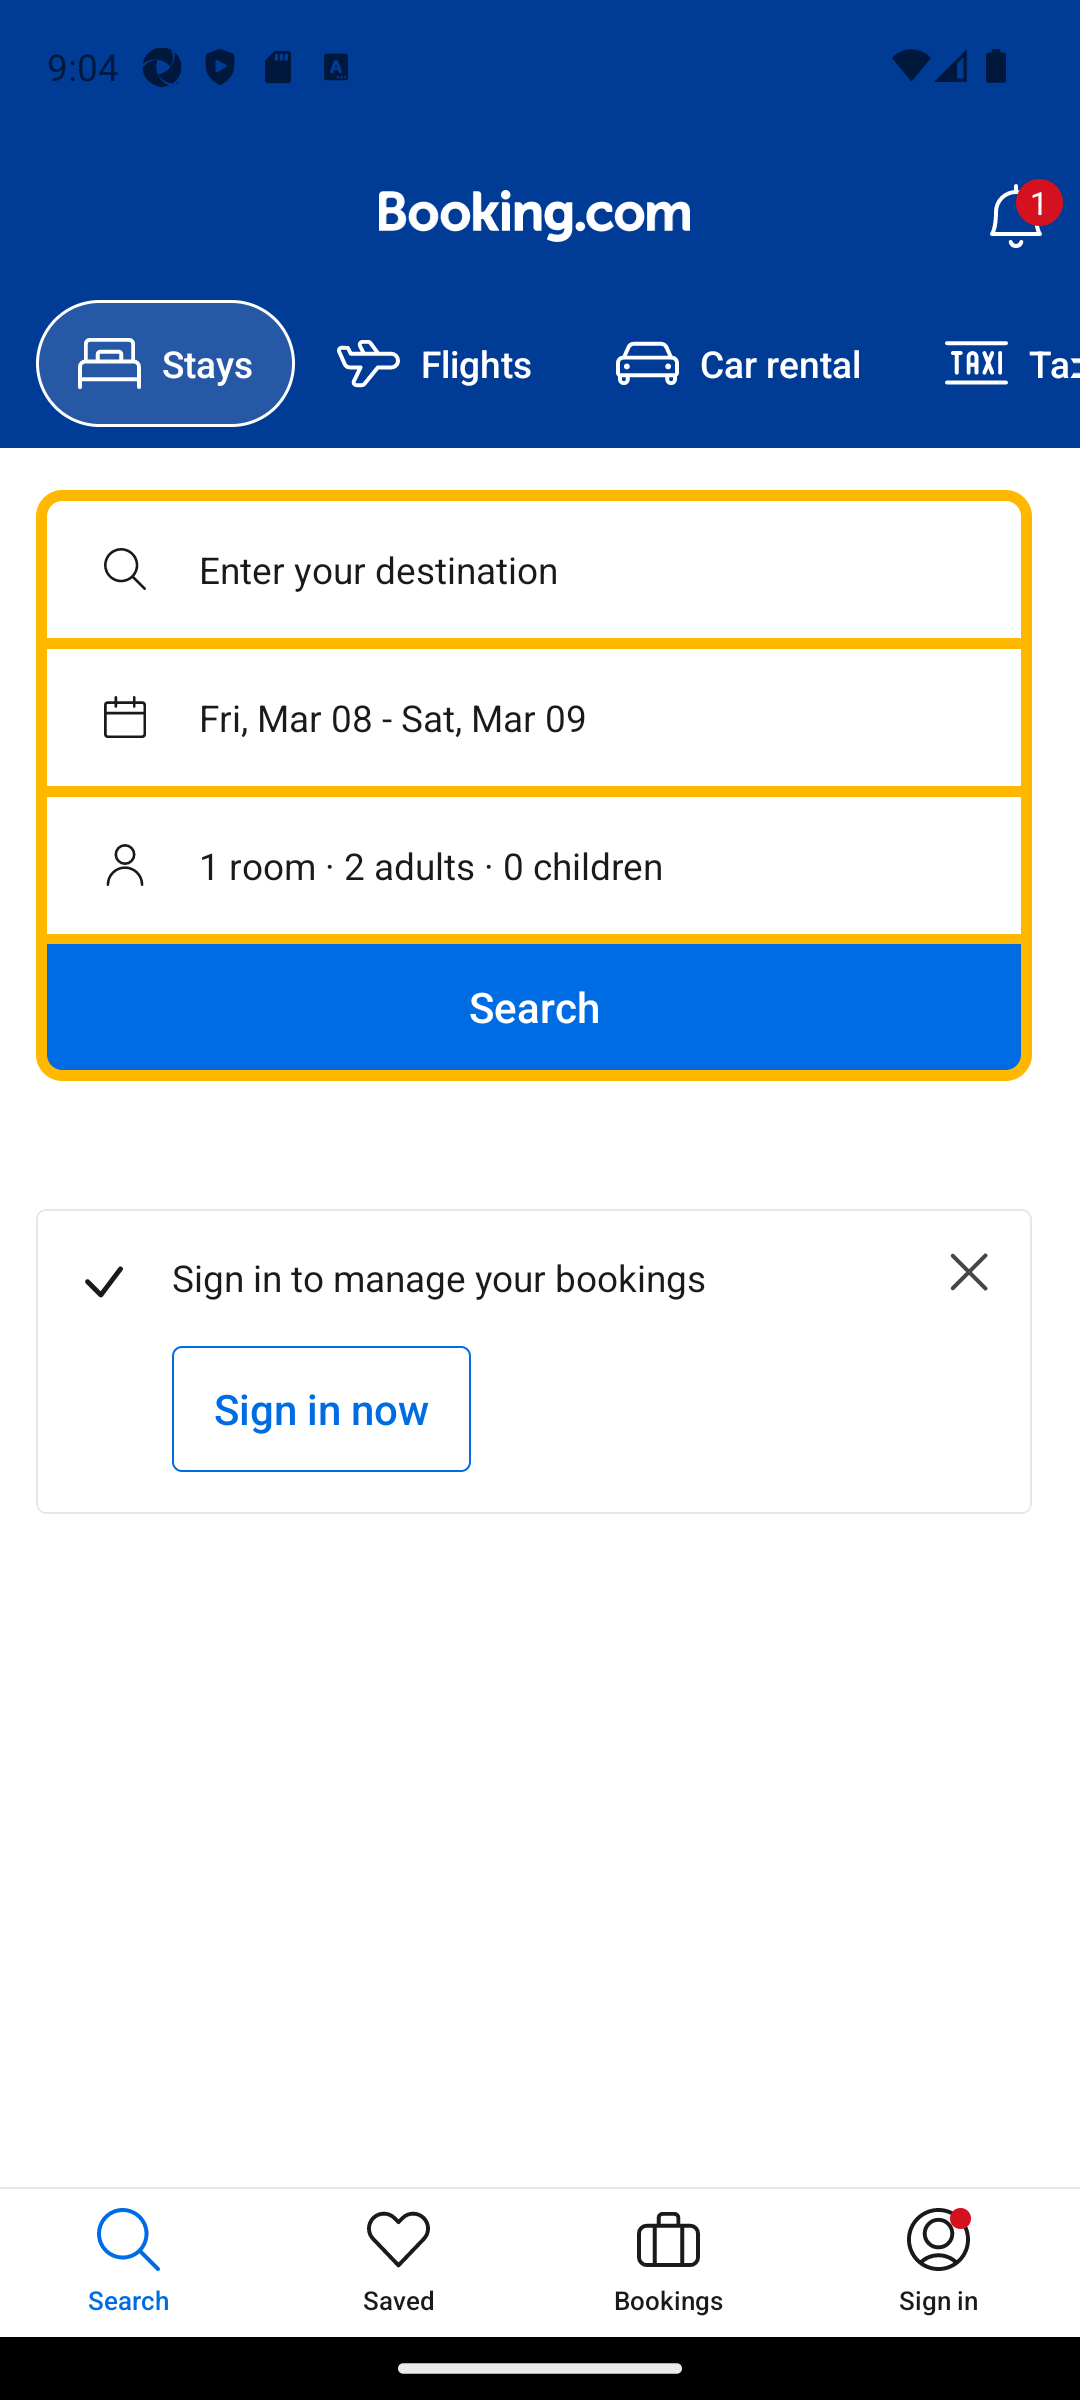 9:04
Booking.com
1
Stays
Flights
Car rental
TAXI
Enter your destination
Fri, Mar 08 - Sat, Mar 09
1 room · 2 adults · 0 children
Search
Sign in to manage your bookings
Sign in now
Search
Saved
Bookings
Sign in